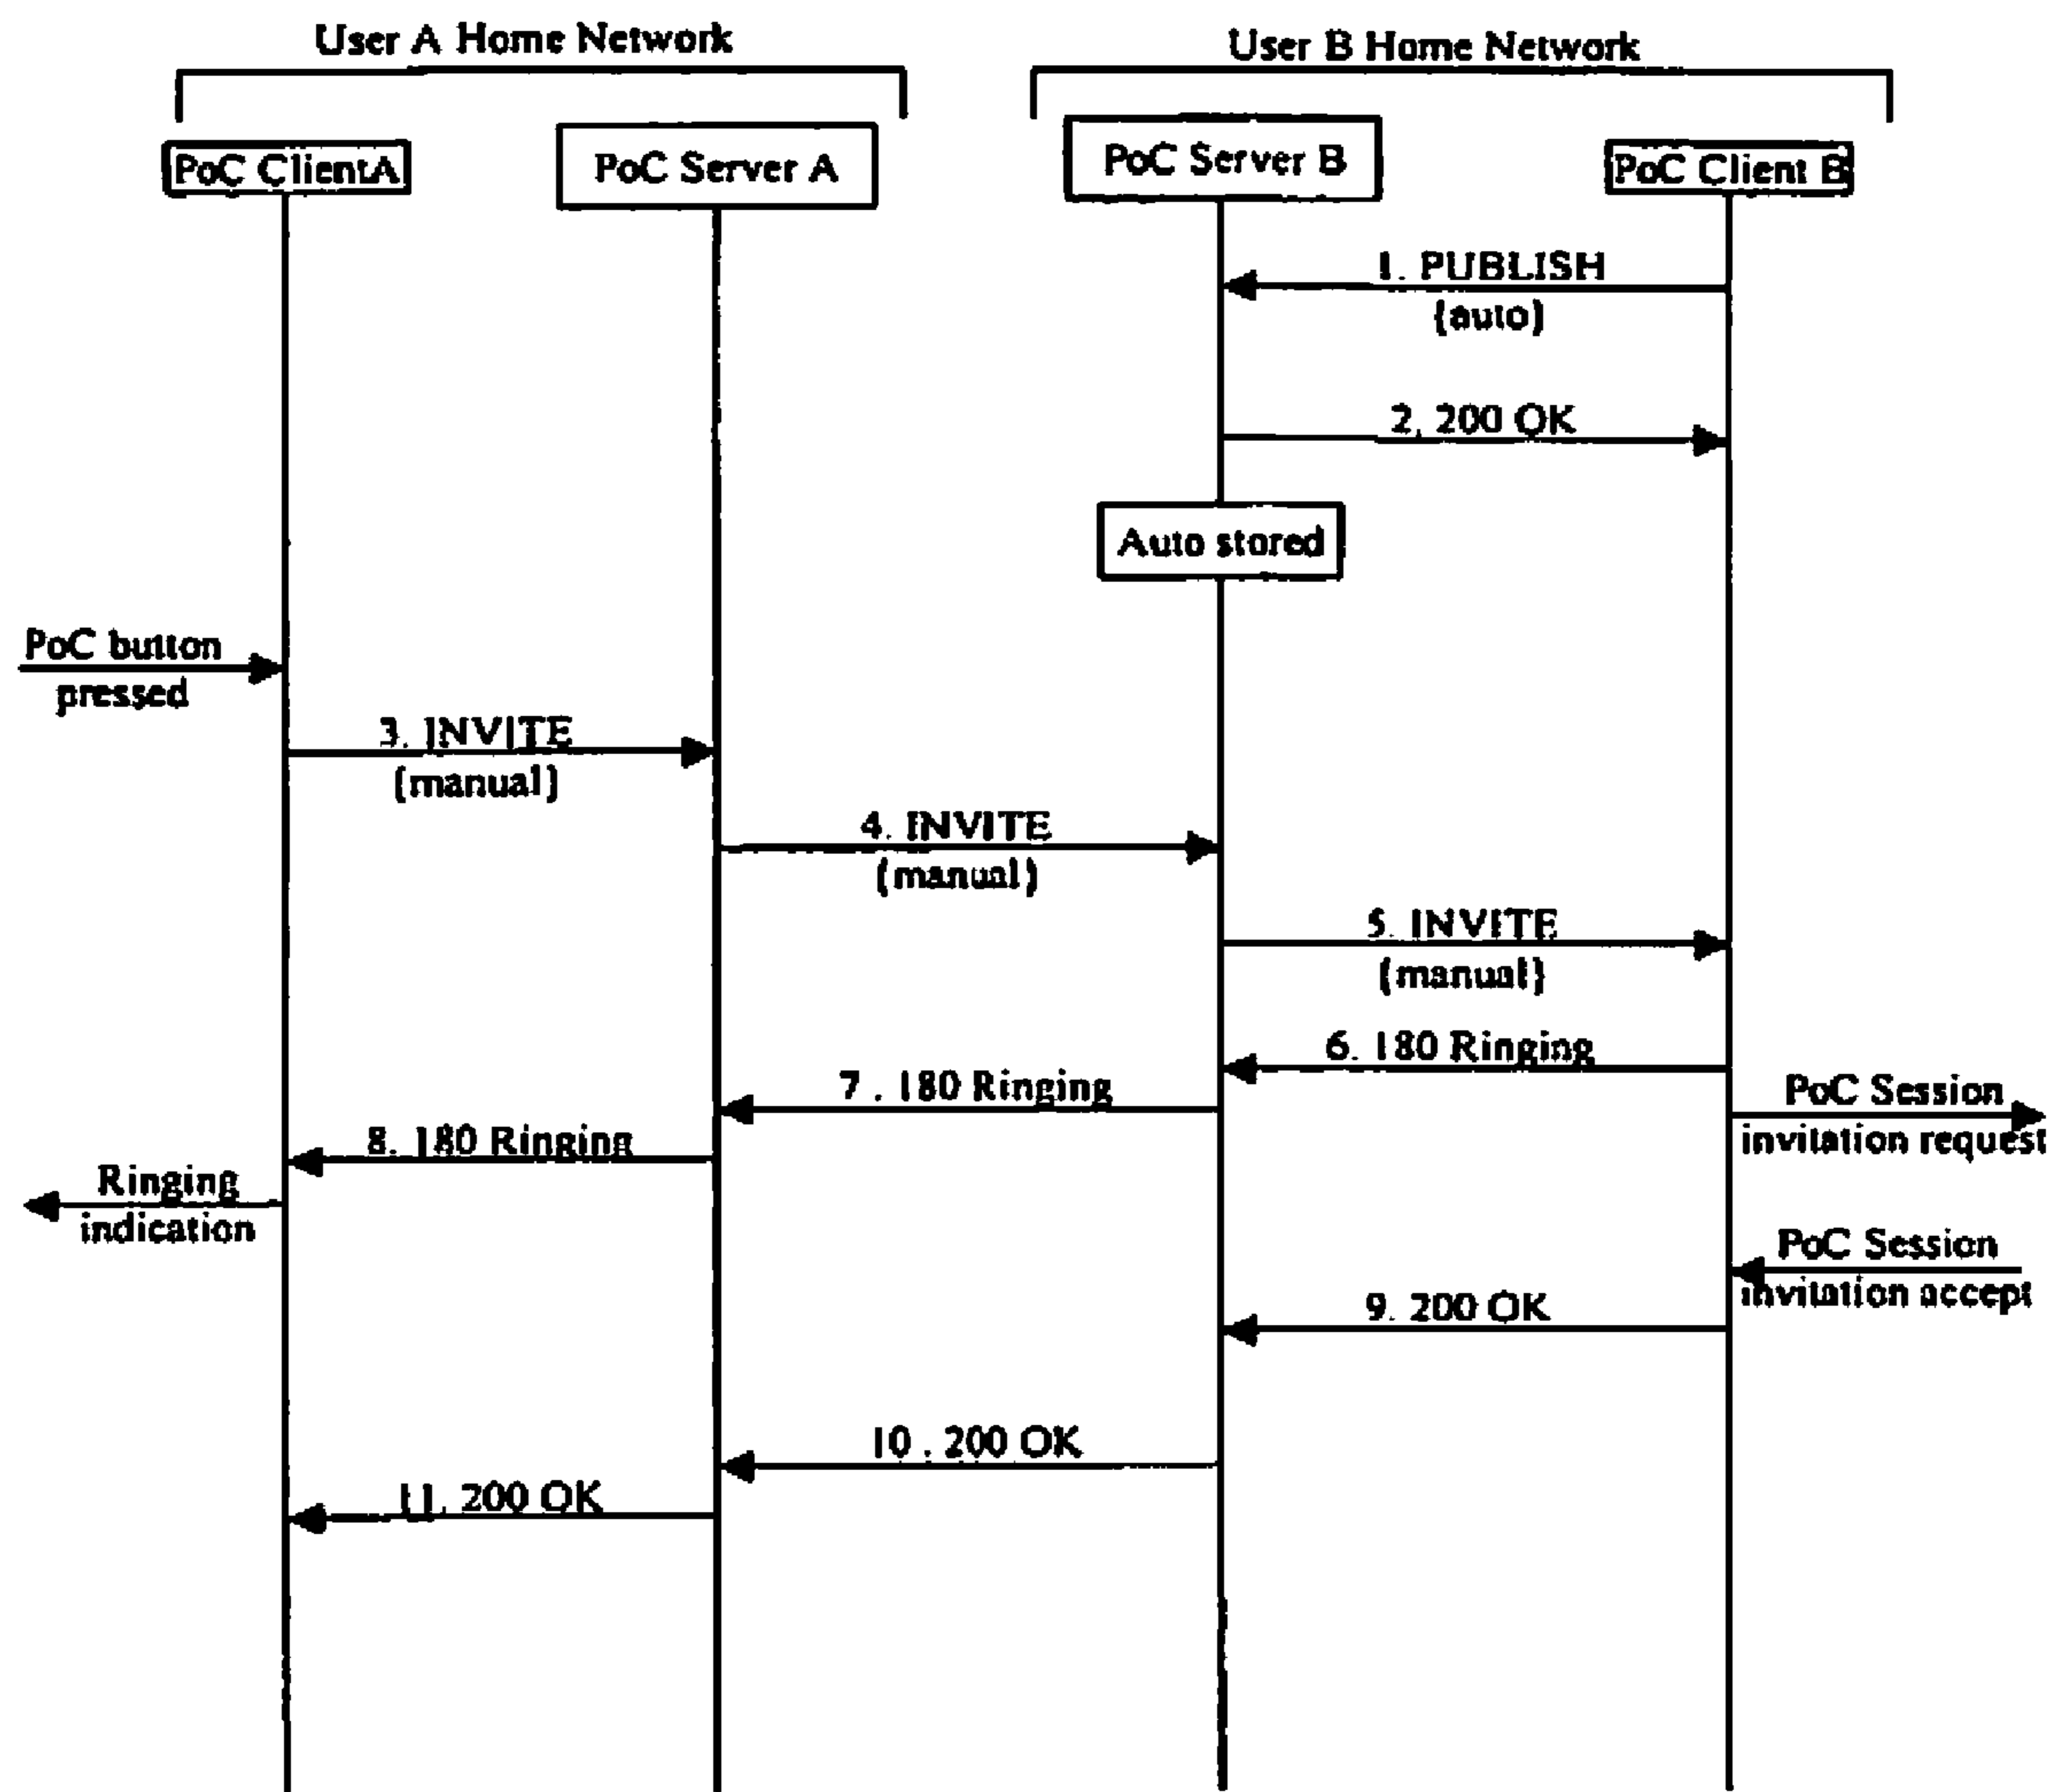 User A Home Network
User B Home Network
PoC ClientA
PoC Server A
PoC Server B
PoC Client B
1. PUBLISH
(auto)
2. 200 OK
Auto stored
PoC button
pressed
3. INVITE
(manual)
4. INVITE
(manual)
5. INVITE
(manual)
6. 180 Ringing
7 . 180 Ringing
PoC Session
invitation request
8. 180 Ringing
Ringing
indication
PoC Session
invitation accept
9. 200 OK
10 . 200 OK
11. 200 OK